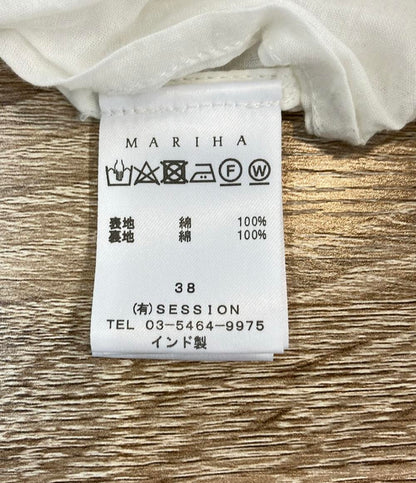 MARIHA
F W
表地 綿 100%
裏地 綿 100%
38
(有)SESSION
TEL 03-5464-9975
インド製